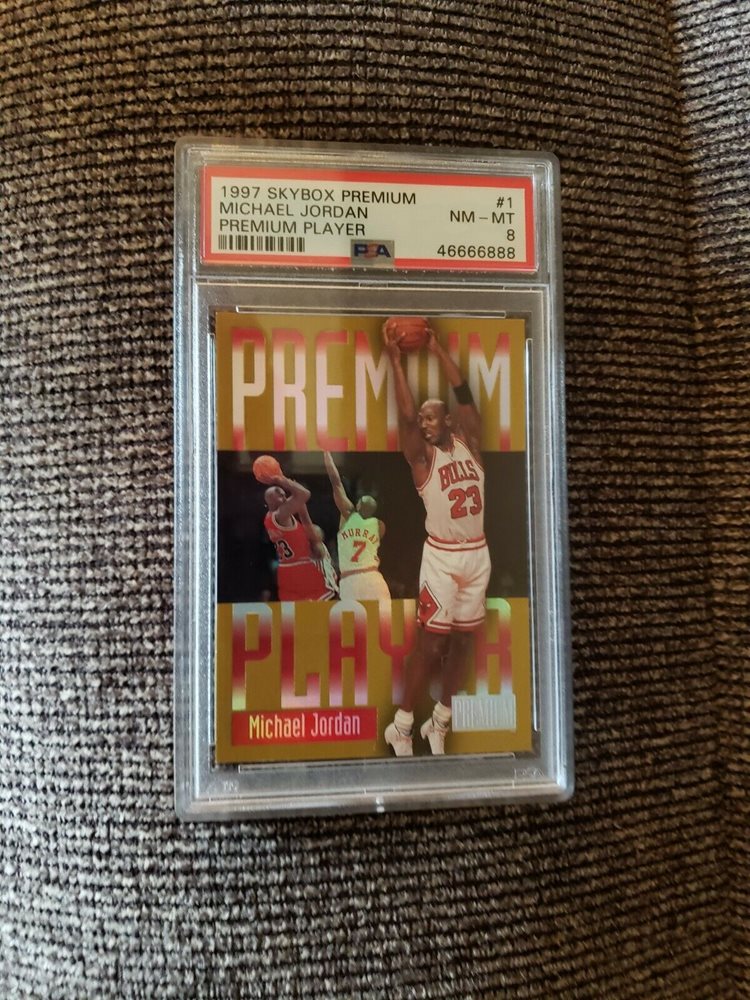 1997 SKYBOX PREMIUM #1
MICHAEL JORDAN NM - MT
PREMIUM PLAYER 8
PSA 46666888
PREMIUM
BULLS
23
23
MURRAY
7
PLAYER
PREMIUM
Michael Jordan